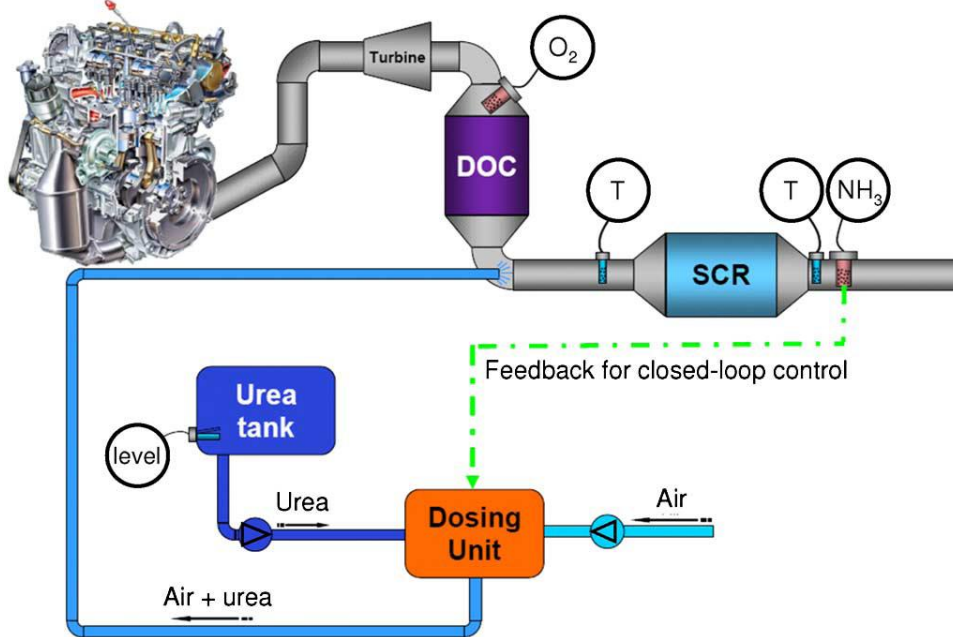 Turbine
O₂
DOC
T
T
NH₃
SCR
Feedback for closed-loop control
Urea
tank
level
Urea
Air
Dosing
Unit
Air + urea